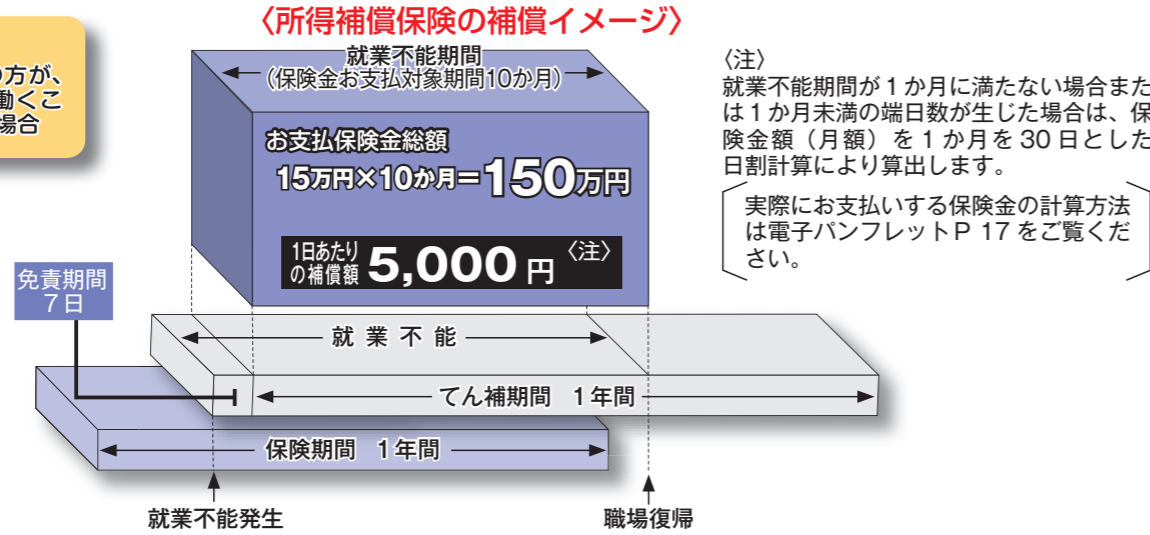 〈所得補償保険の補償イメージ〉
の方が、
働くこ
場合
就業不能期間
（保険金お支払対象期間10か月）
お支払保険金総額
15万円×10か月＝150万円
1日あたり
の補償額 5,000円〈注〉
〈注〉
就業不能期間が１か月に満たない場合また
は１か月未満の端日数が生じた場合は、保
険金額（月額）を１か月を30日とした
日割計算により算出します。
実際にお支払いする保険金の計算方法
は電子パンフレットＰ17をご覧くだ
さい。
免責期間
７日
就業不能
てん補期間　１年間
保険期間　１年間
就業不能発生
職場復帰